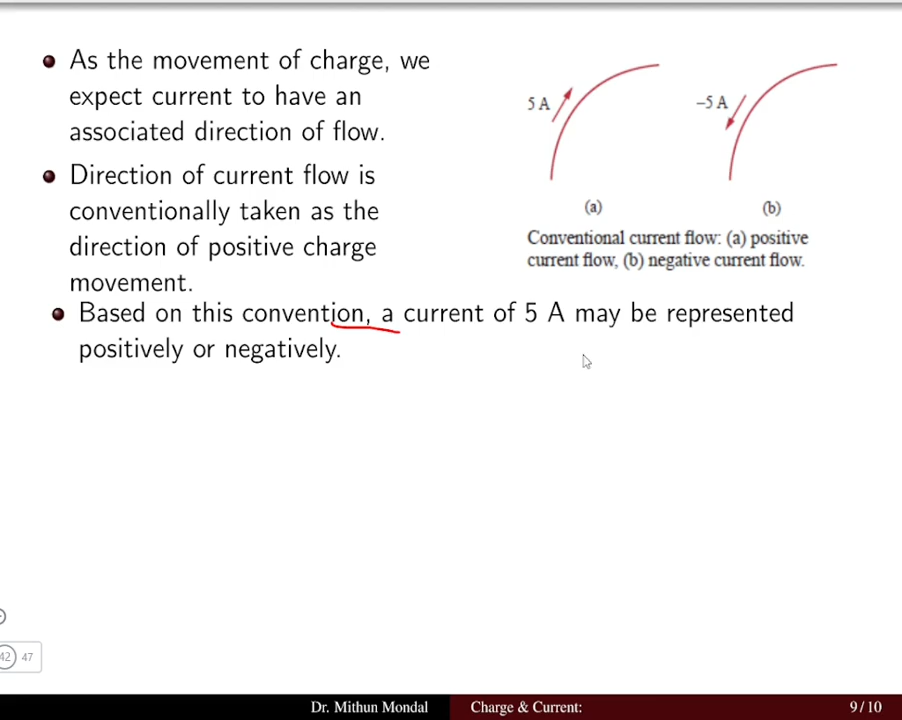 As the movement of charge, we
expect current to have an
associated direction of flow.
Direction of current flow is
conventionally taken as the
direction of positive charge
movement.
5 A
–5 A
(a)
(b)
Conventional current flow: (a) positive
current flow, (b) negative current flow.
Based on this convention, a current of 5 A may be represented
positively or negatively.
42 47
Dr. Mithun Mondal Charge & Current: 9 / 10